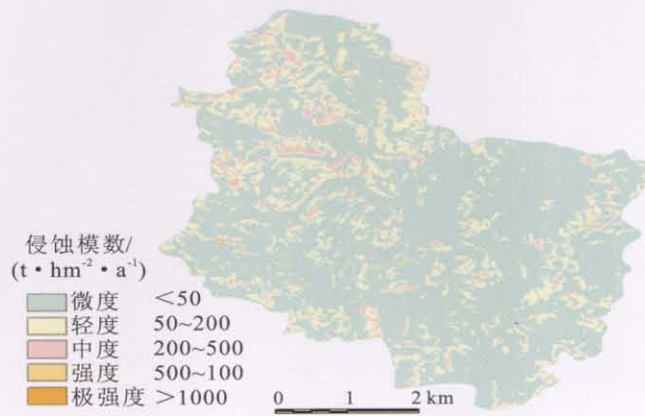 侵蚀模数/
(t·hm⁻²·a⁻¹)
微度 <50
轻度 50~200
中度 200~500
强度 500~100
极强度 >1000
0 1 2 km